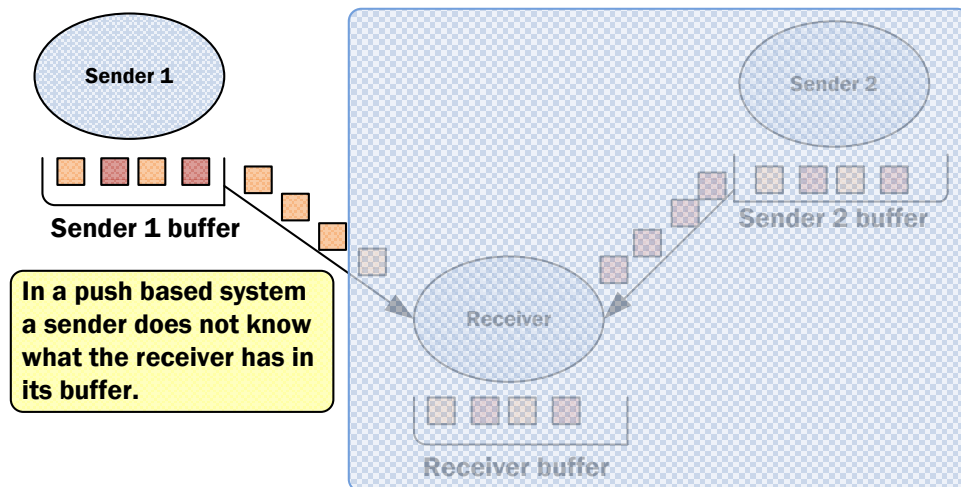 Sender 1
Sender 2
Sender 1 buffer
Sender 2 buffer
In a push based system
a sender does not know
what the receiver has in
its buffer.
Receiver
Receiver buffer